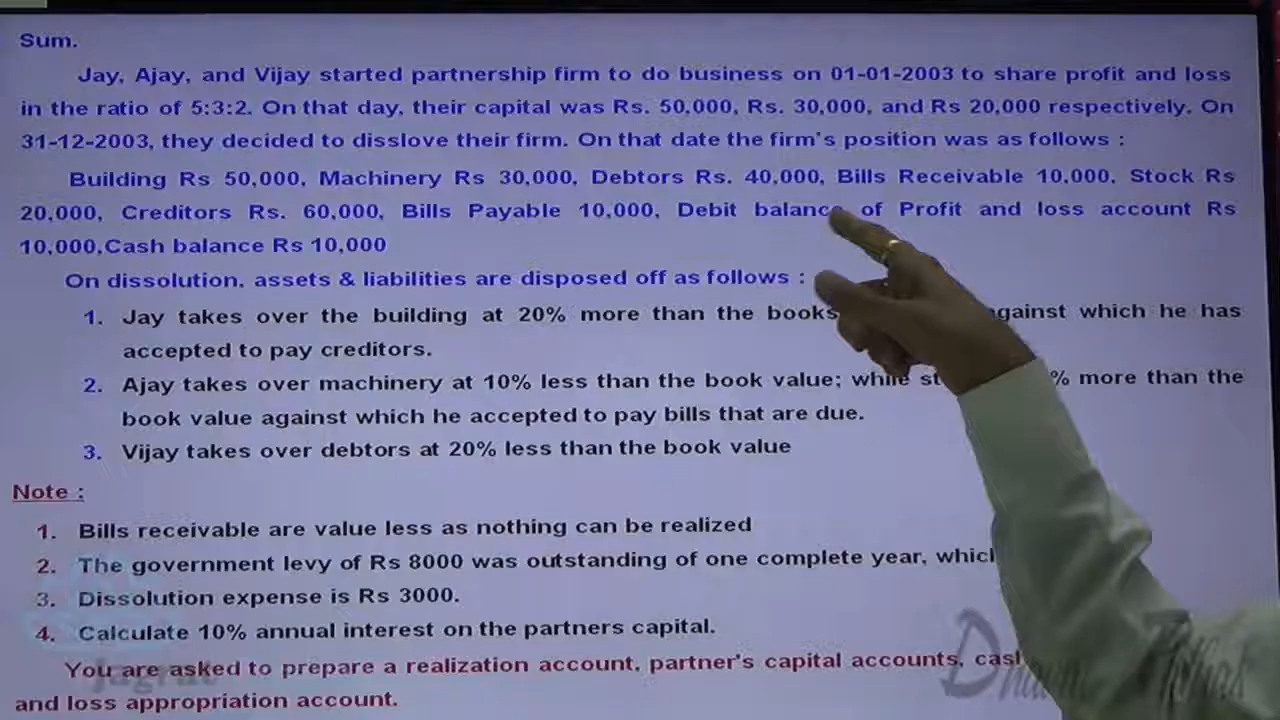 Sum.
Jay, Ajay, and Vijay started partnership firm to do business on 01-01-2003 to share profit and loss
in the ratio of 5:3:2. On that day, their capital was Rs. 50,000, Rs. 30,000, and Rs 20,000 respectively. On
31-12-2003, they decided to disslove their firm. On that date the firm's position was as follows :
Building Rs 50,000, Machinery Rs 30,000, Debtors Rs. 40,000, Bills Receivable 10,000, Stock Rs
20,000, Creditors Rs. 60,000, Bills Payable 10,000, Debit balance of Profit and loss account Rs
10,000,Cash balance Rs 10,000
On dissolution, assets & liabilities are disposed off as follows :
1. Jay takes over the building at 20% more than the books against which he has
accepted to pay creditors.
2. Ajay takes over machinery at 10% less than the book value; while % more than the
book value against which he accepted to pay bills that are due.
3. Vijay takes over debtors at 20% less than the book value
Note :
1. Bills receivable are value less as nothing can be realized
2. The government levy of Rs 8000 was outstanding of one complete year,
3. Dissolution expense is Rs 3000.
4. Calculate 10% annual interest on the partners capital.
You are asked to prepare a realization account, partner's capital accounts,
and loss appropriation account.